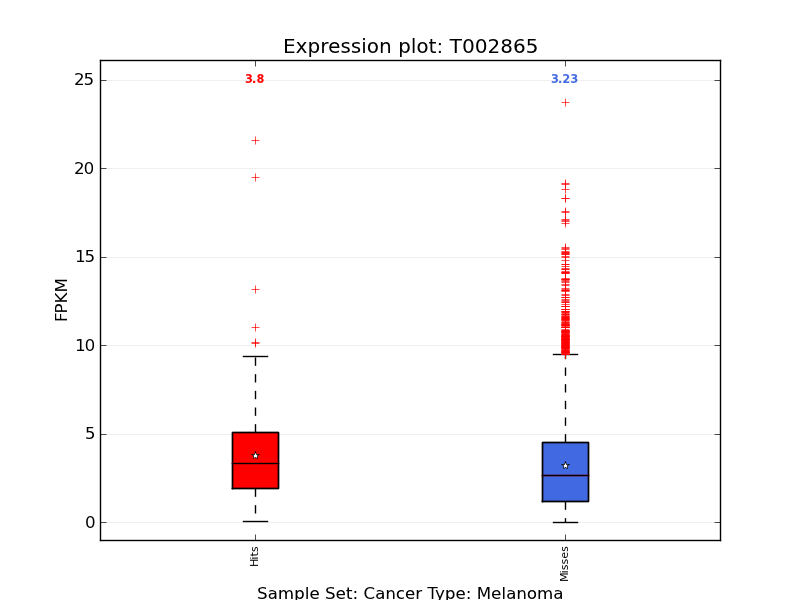 Expression plot: T002865
3.8
3.23
25
20
15
10
5
0
FPKM
Hits
Misses
Sample Set: Cancer Type: Melanoma